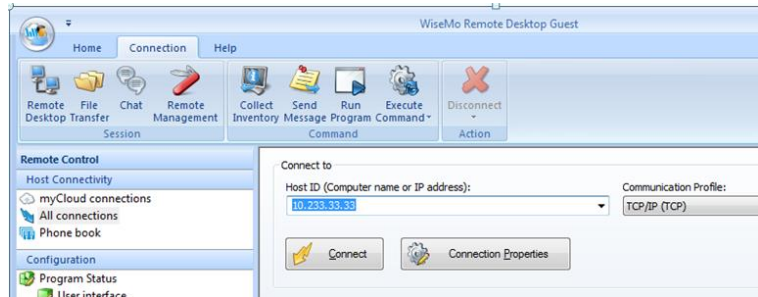 WiseMo Remote Desktop Guest
Home Connection Help
Remote Desktop
File Transfer
Chat
Remote Management
Session
Collect Inventory
Send Message
Run Program
Execute Command
Command
Disconnect
Action
Remote Control
Host Connectivity
myCloud connections
All connections
Phone book
Configuration
Program Status
User interface
Connect to
Host ID (Computer name or IP address):
10.233.33.33
Communication Profile:
TCP/IP (TCP)
Connect
Connection Properties